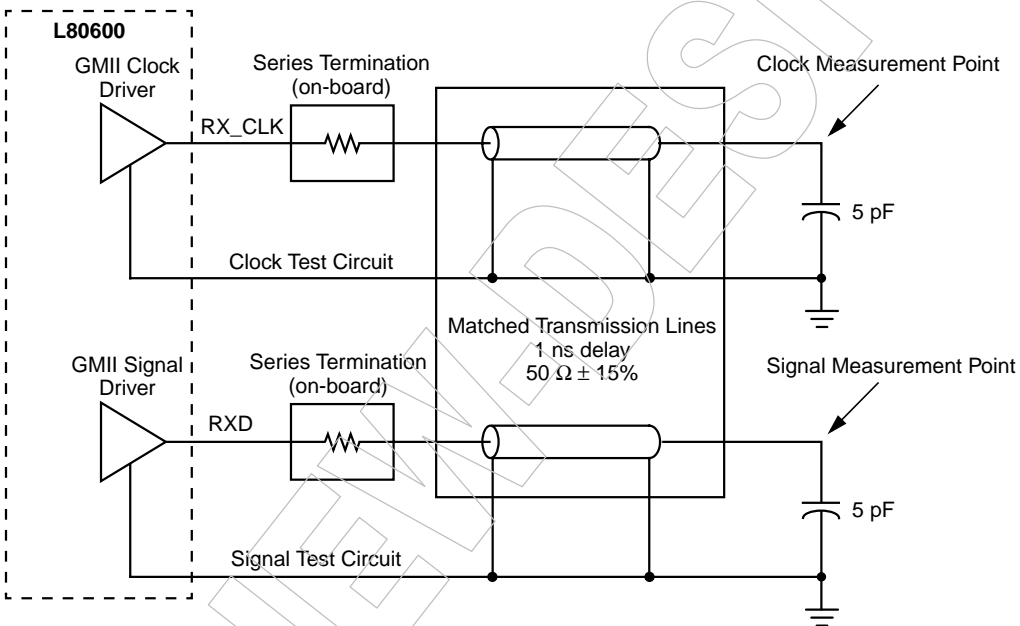 L80600
GMII Clock
Driver
Series Termination
(on-board)
Clock Measurement Point
RX_CLK
5 pF
Clock Test Circuit
Matched Transmission Lines
1 ns delay
50 Ω ± 15%
GMII Signal
Driver
Series Termination
(on-board)
Signal Measurement Point
RXD
5 pF
Signal Test Circuit